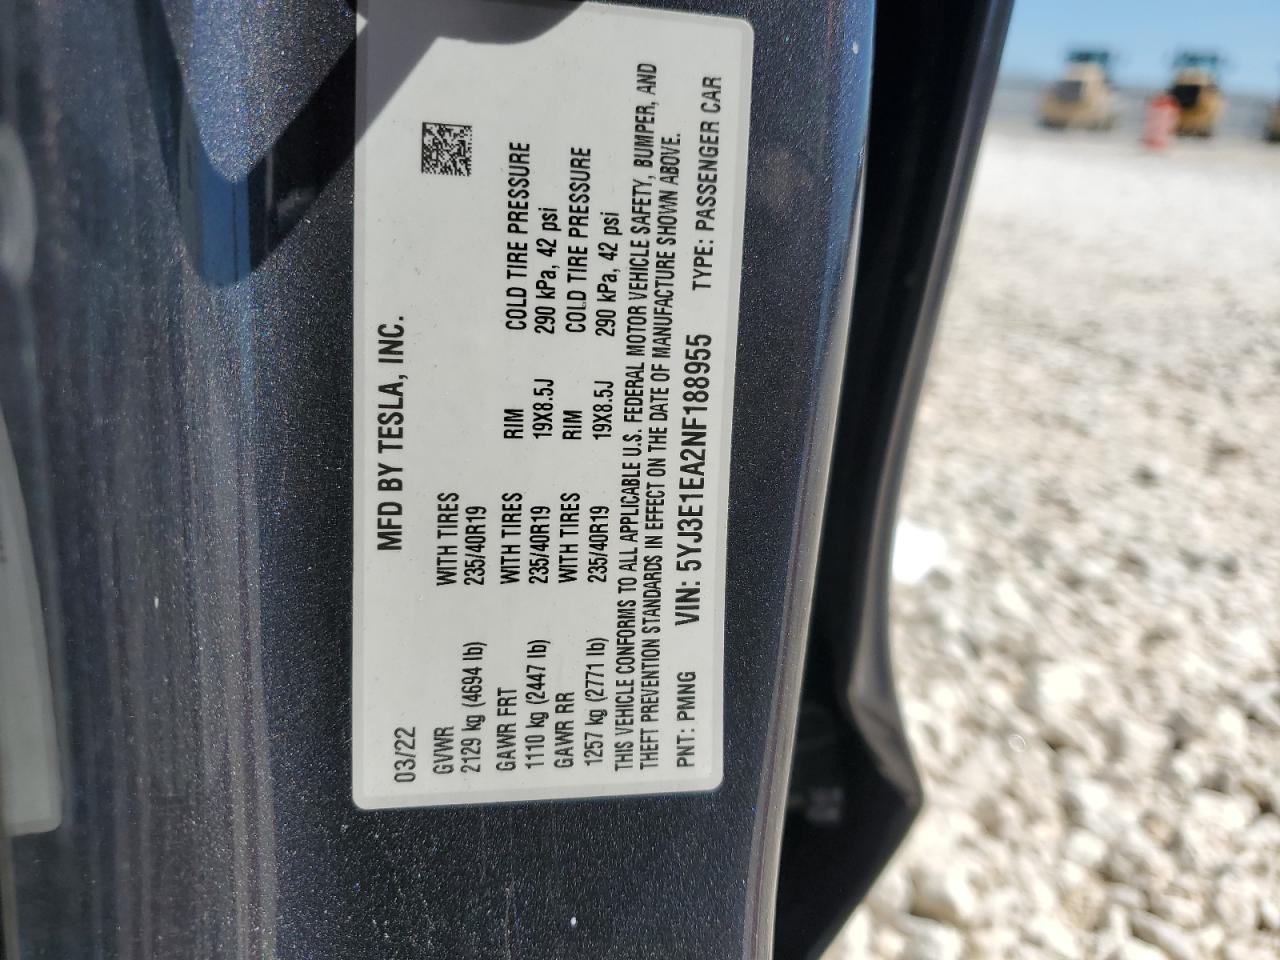 MFD BY TESLA, INC.
03/22
GVWR WITH TIRES
2129 kg (4694 lb) 235/40R19
GAWR FRT WITH TIRES RIM COLD TIRE PRESSURE
1110 kg (2447 lb) 235/40R19 19X8.5J 290 kPa, 42 psi
GAWR RR WITH TIRES RIM COLD TIRE PRESSURE
1257 kg (2771 lb) 235/40R19 19X8.5J 290 kPa, 42 psi
THIS VEHICLE CONFORMS TO ALL APPLICABLE U.S. FEDERAL MOTOR VEHICLE SAFETY, BUMPER, AND
THEFT PREVENTION STANDARDS IN EFFECT ON THE DATE OF MANUFACTURE SHOWN ABOVE.
PNT: PMNG VIN: 5YJ3E1EA2NF188955 TYPE: PASSENGER CAR